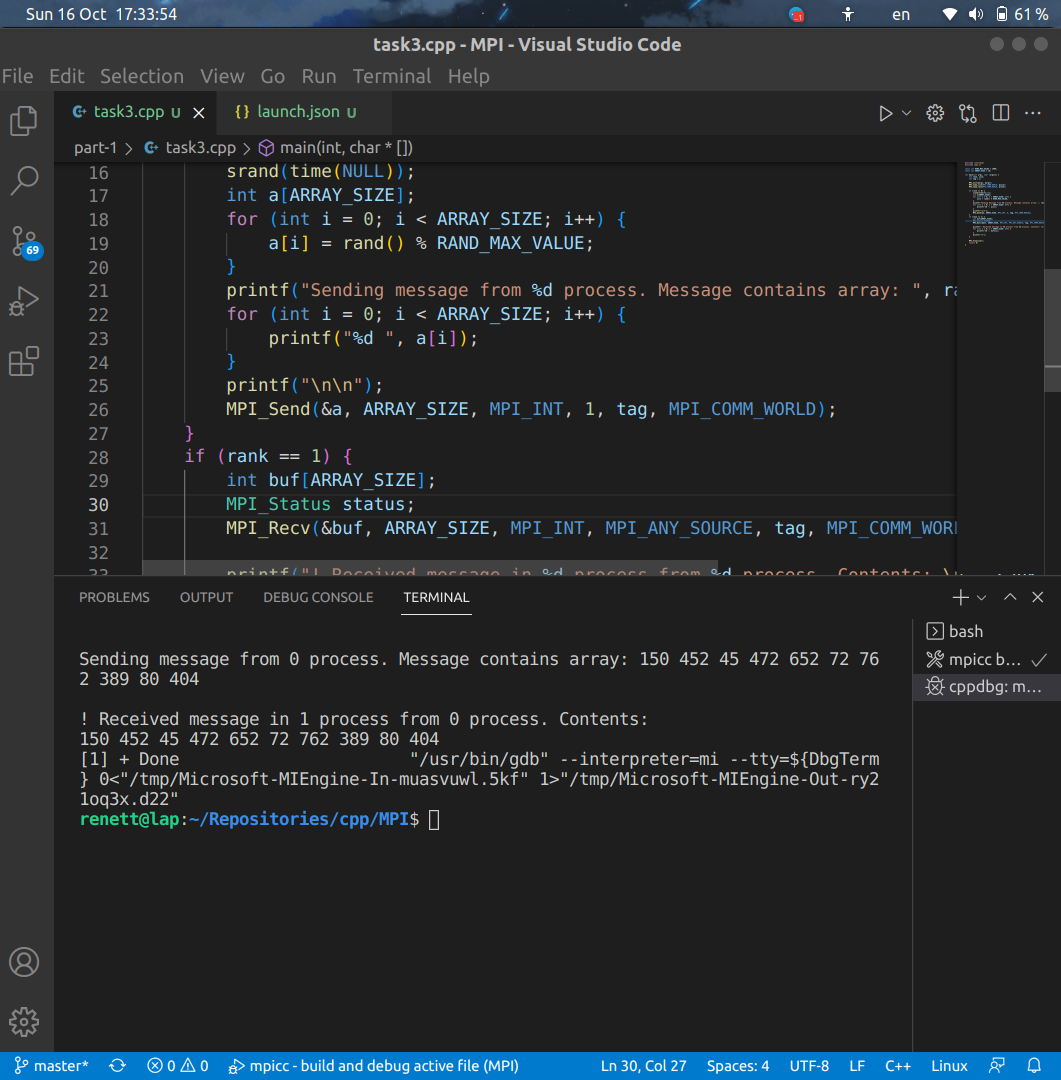 Sun 16 Oct 17:33:54
en
61 %
task3.cpp - MPI - Visual Studio Code
File Edit Selection View Go Run Terminal Help
task3.cpp U
{} launch.json U
part-1 > task3.cpp > main(int, char * [])
16 srand(time(NULL));
17 int a[ARRAY_SIZE];
18 for (int i = 0; i < ARRAY_SIZE; i++) {
19 a[i] = rand() % RAND_MAX_VALUE;
20 }
21 printf("Sending message from %d process. Message contains array: ", ra
22 for (int i = 0; i < ARRAY_SIZE; i++) {
23 printf("%d ", a[i]);
24 }
25 printf("\n\n");
26 MPI_Send(&a, ARRAY_SIZE, MPI_INT, 1, tag, MPI_COMM_WORLD);
27 }
28 if (rank == 1) {
29 int buf[ARRAY_SIZE];
30 MPI_Status status;
31 MPI_Recv(&buf, ARRAY_SIZE, MPI_INT, MPI_ANY_SOURCE, tag, MPI_COMM_WORL
32
33 printf("! Received message in %d process from %d process. Contents: \
69
PROBLEMS OUTPUT DEBUG CONSOLE TERMINAL
Sending message from 0 process. Message contains array: 150 452 45 472 652 72 76
2 389 80 404
! Received message in 1 process from 0 process. Contents:
150 452 45 472 652 72 762 389 80 404
[1] + Done "/usr/bin/gdb" --interpreter=mi --tty=${DbgTerm
} 0<"/tmp/Microsoft-MIEngine-In-muasvuwl.5kf" 1>"/tmp/Microsoft-MIEngine-Out-ry2
1oq3x.d22"
renett@lap:~/Repositories/cpp/MPI$
bash
mpicc b...
cppdbg: m...
master* 0 0 mpicc - build and debug active file (MPI) Ln 30, Col 27 Spaces: 4 UTF-8 LF C++ Linux